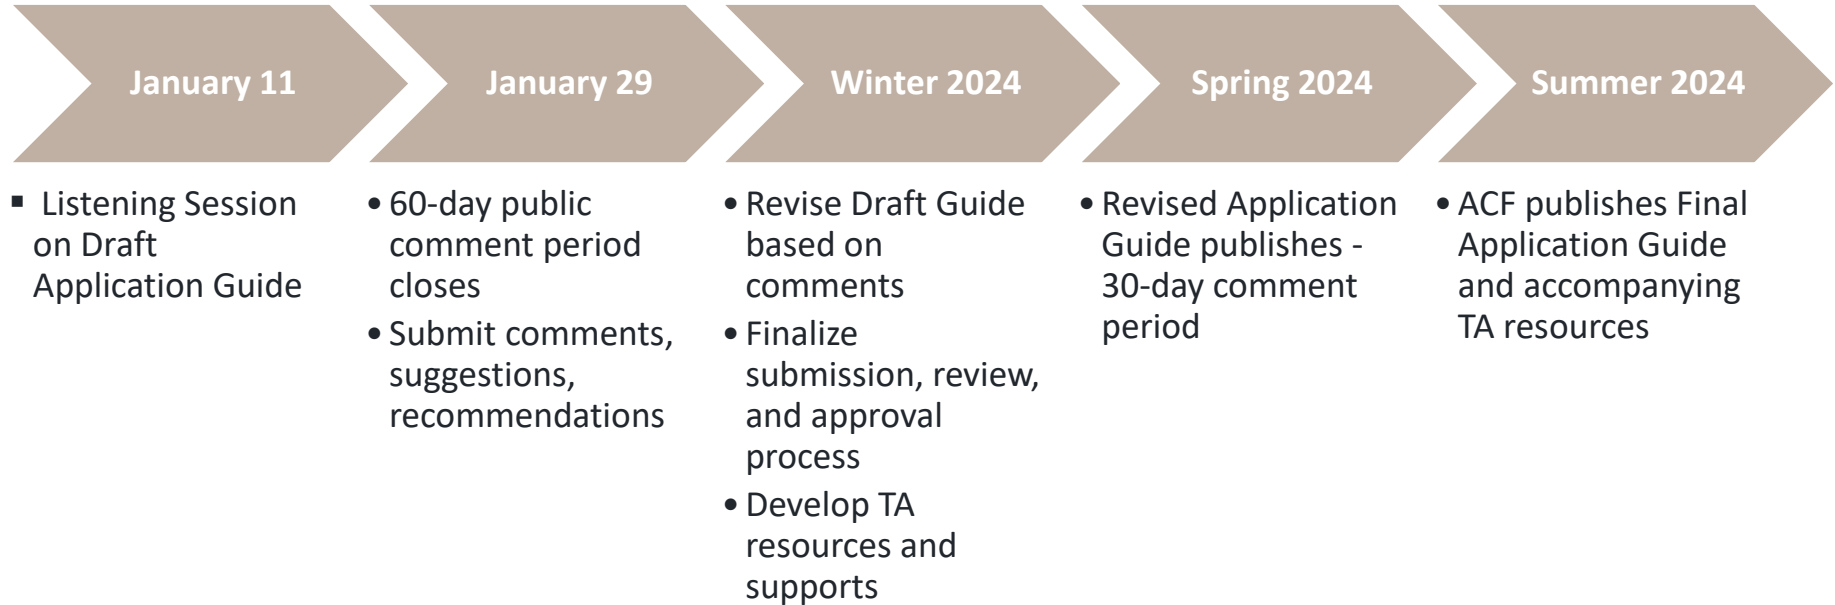 January 11
▪ Listening Session
on Draft
Application Guide
January 29
• 60-day public
comment period
closes
• Submit comments,
suggestions,
recommendations
Winter 2024
• Revise Draft Guide
based on
comments
• Finalize
submission, review,
and approval
process
• Develop TA
resources and
supports
Spring 2024
• Revised Application
Guide publishes -
30-day comment
period
Summer 2024
• ACF publishes Final
Application Guide
and accompanying
TA resources